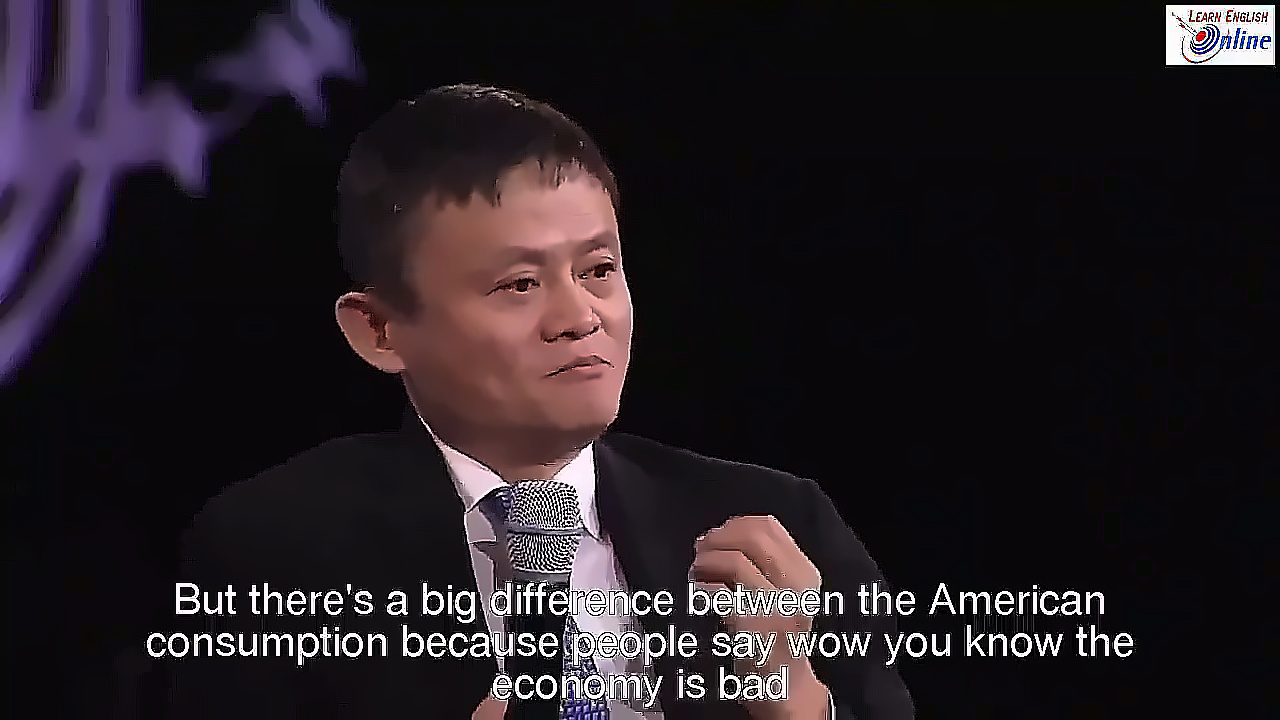 LEARN ENGLISH
Online
But there's a big difference between the American
consumption because people say wow you know the
economy is bad